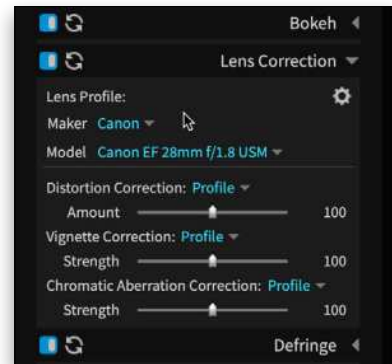 Bokeh
Lens Correction
Lens Profile:
Maker Canon
Model Canon EF 28mm f/1.8 USM
Distortion Correction: Profile
Amount 100
Vignette Correction: Profile
Strength 100
Chromatic Aberration Correction: Profile
Strength 100
Defringe